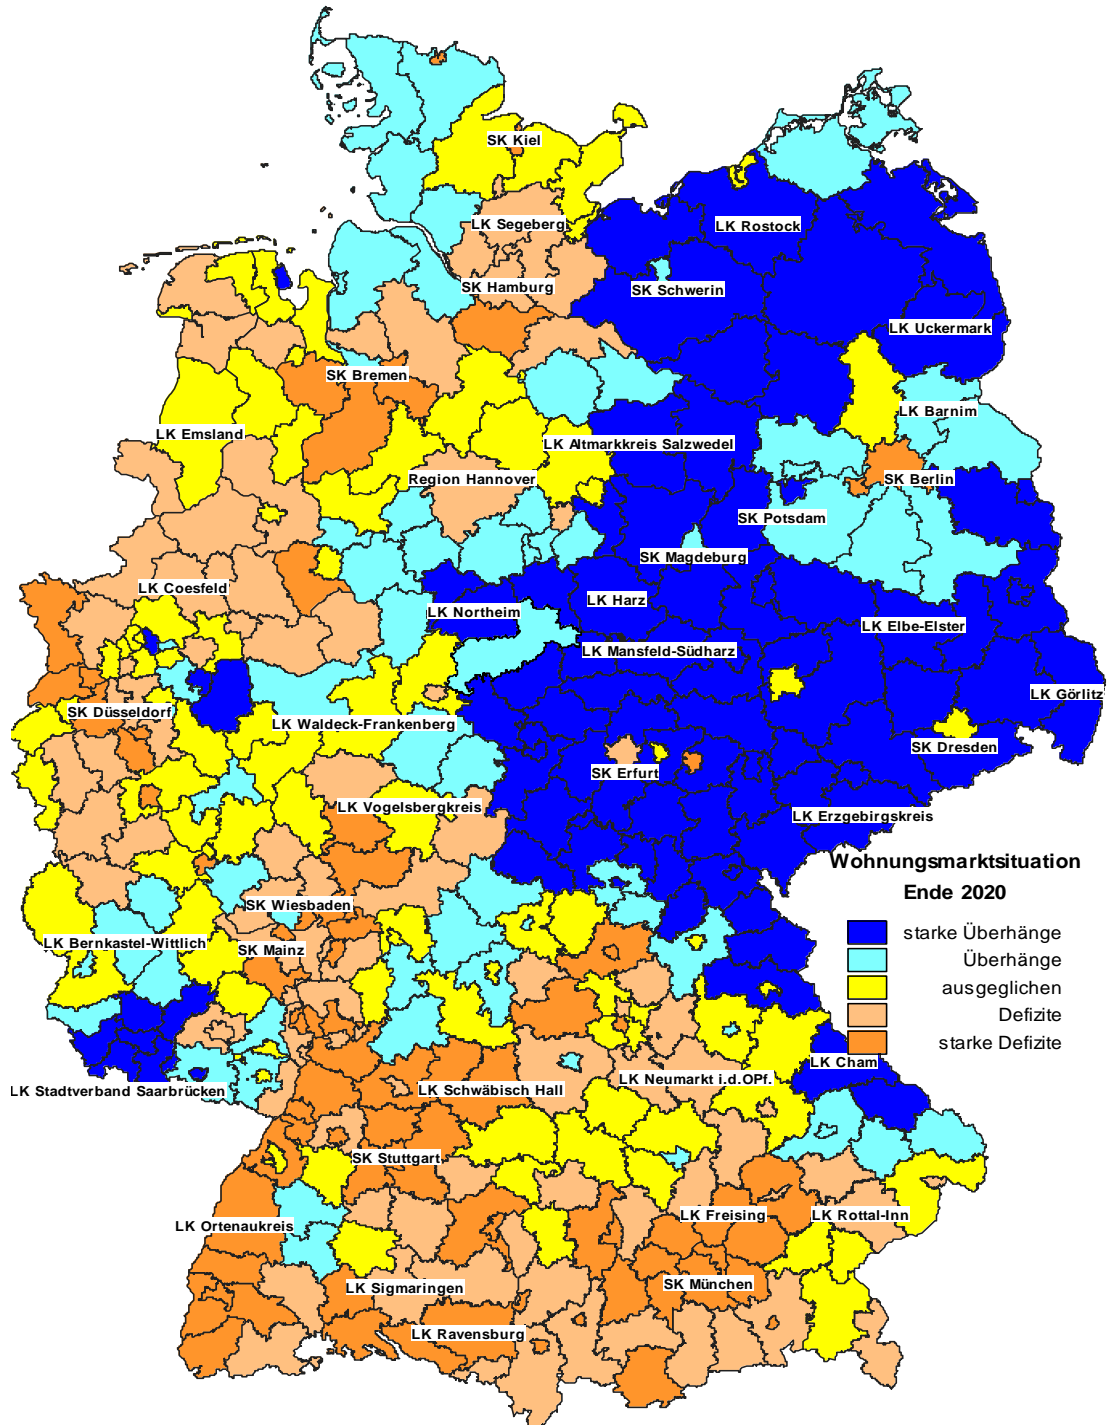 SK Kiel
LK Segeberg
LK Rostock
SK Hamburg
SK Schwerin
LK Uckermark
SK Bremen
LK Barnim
LK Emsland
LK Altmarkkreis Salzwedel
Region Hannover
SK Berlin
SK Potsdam
SK Magdeburg
LK Coesfeld
LK Northeim
LK Harz
LK Elbe-Elster
LK Mansfeld-Südharz
LK Görlitz
SK Düsseldorf
LK Waldeck-Frankenberg
SK Dresden
SK Erfurt
LK Vogelsbergkreis
LK Erzgebirgskreis
Wohnungsmarktsituation
Ende 2020
starke Überhänge
Überhänge
ausgeglichen
Defizite
starke Defizite
SK Wiesbaden
LK Bernkastel-Wittlich
SK Mainz
LK Cham
LK Stadtverband Saarbrücken
LK Schwäbisch Hall
LK Neumarkt i.d.OPf.
SK Stuttgart
LK Ortenaukreis
LK Freising
LK Rottal-Inn
LK Sigmaringen
SK München
LK Ravensburg